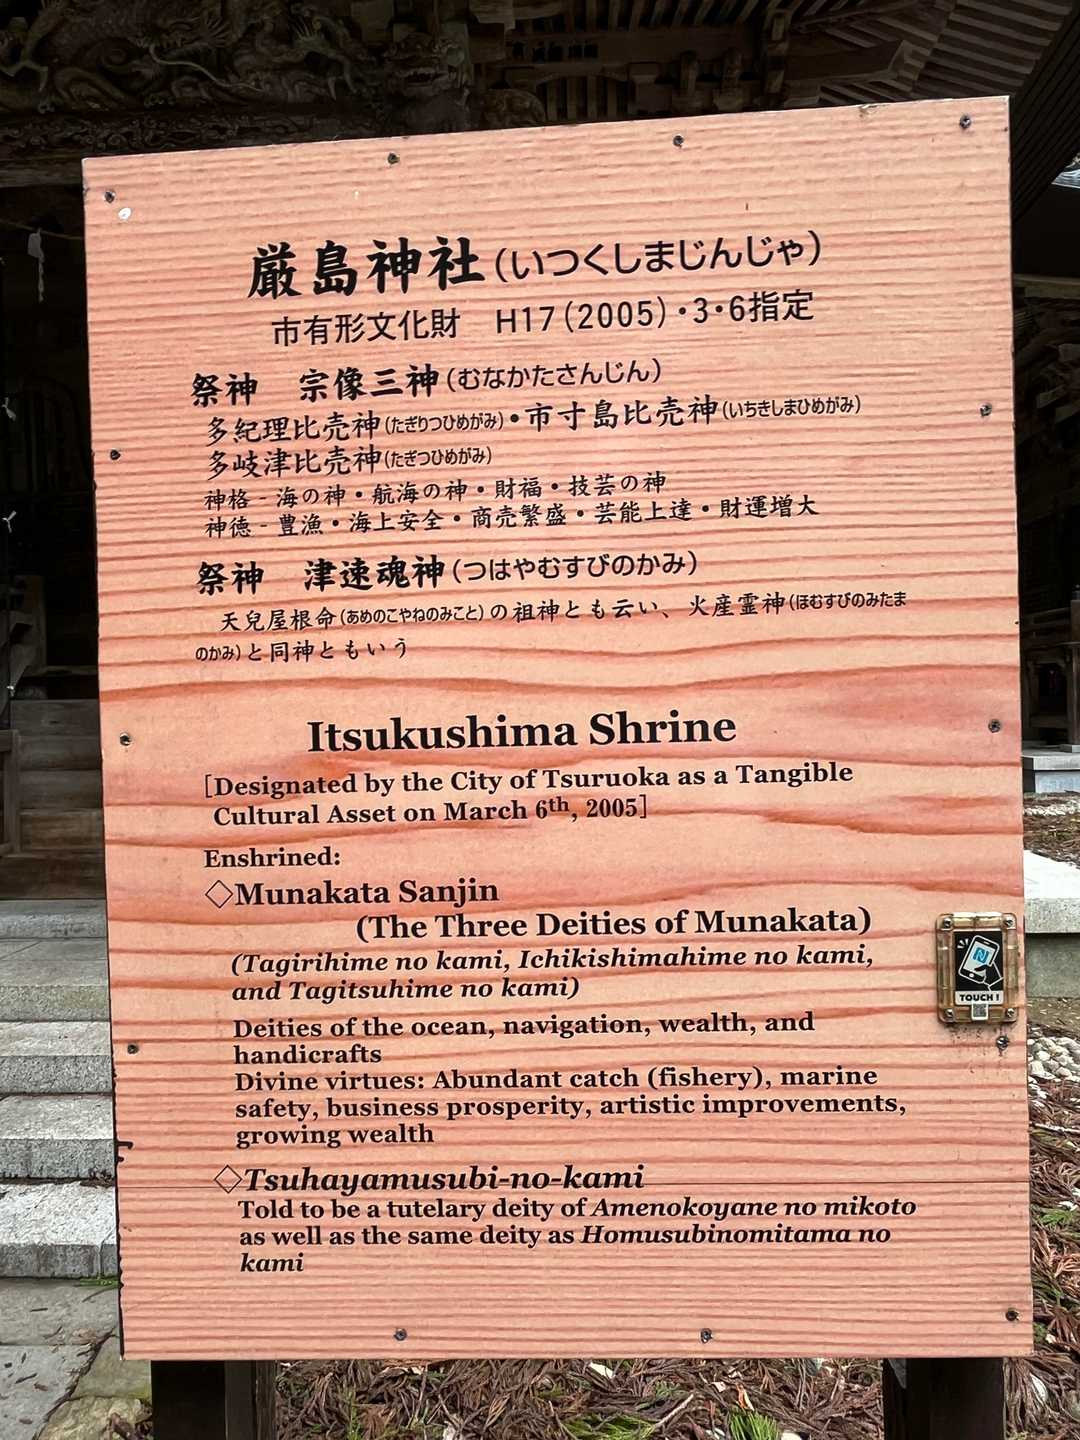 厳島神社(いつくしまじんじゃ)
市有形文化財　H17(2005)・3・6指定
祭神　宗像三神(むなかたさんじん)
多紀理比売神(たぎりつひめがみ)・市寸島比売神(いちきしまひめがみ)
多岐津比売神(たぎつひめがみ)
神格 - 海の神・航海の神・財福・技芸の神
神徳 - 豊漁・海上安全・商売繁盛・芸能上達・財運増大
祭神　津速魂神(つはやむすびのかみ)
天兒屋根命(あめのこやねのみこと)の祖神とも云い、火産霊神(ほむすびのみたま
のかみ)と同神ともいう
Itsukushima Shrine
[Designated by the City of Tsuruoka as a Tangible
Cultural Asset on March 6th, 2005]
Enshrined:
◇Munakata Sanjin
(The Three Deities of Munakata)
(Tagirihime no kami, Ichikishimahime no kami,
and Tagitsuhime no kami)
Deities of the ocean, navigation, wealth, and
handicrafts
Divine virtues: Abundant catch (fishery), marine
safety, business prosperity, artistic improvements,
growing wealth
◇Tsuhayamusubi-no-kami
Told to be a tutelary deity of Amenokoyane no mikoto
as well as the same deity as Homusubinomitama no
kami
TOUCH!